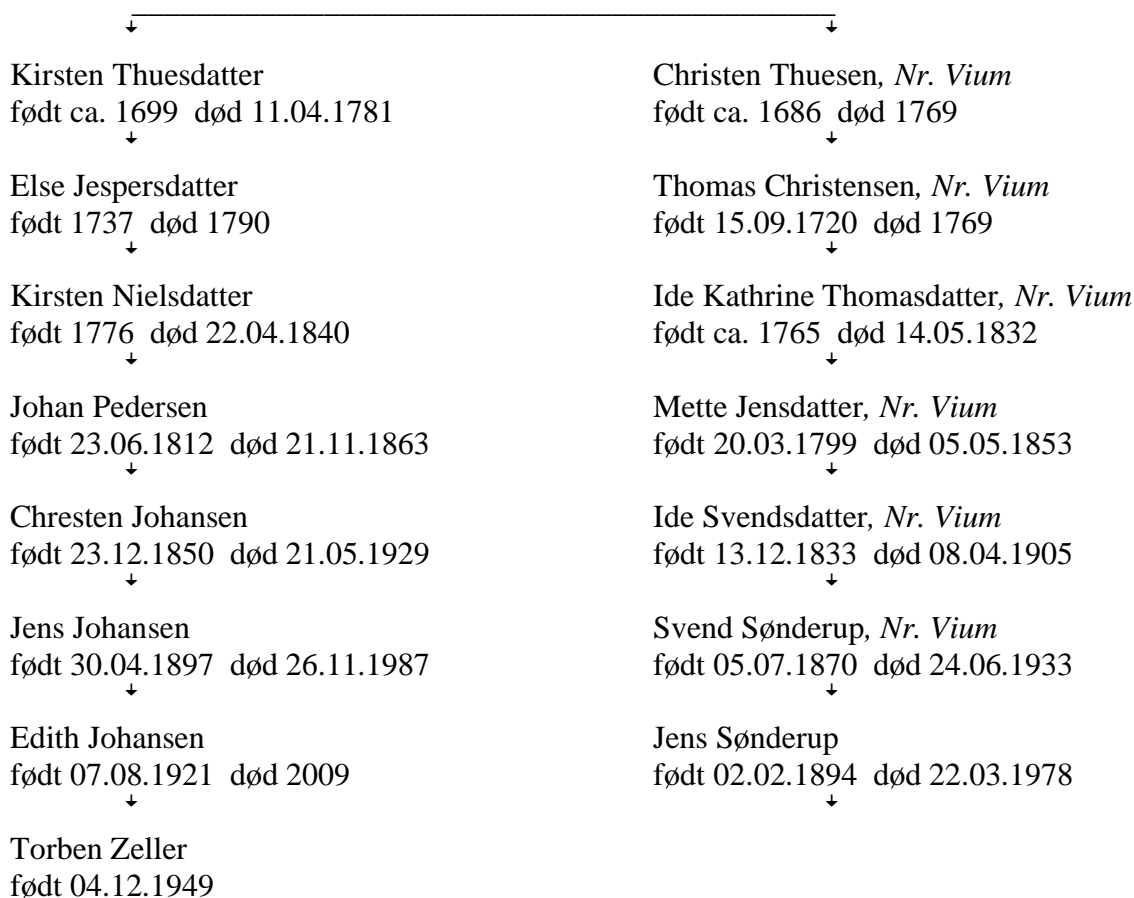 Kirsten Thuesdatter
født ca. 1699 død 11.04.1781
Else Jespersdatter
født 1737 død 1790
Kirsten Nielsdatter
født 1776 død 22.04.1840
Johan Pedersen
født 23.06.1812 død 21.11.1863
Chresten Johansen
født 23.12.1850 død 21.05.1929
Jens Johansen
født 30.04.1897 død 26.11.1987
Edith Johansen
født 07.08.1921 død 2009
Torben Zeller
født 04.12.1949
Christen Thuesen, Nr. Vium
født ca. 1686 død 1769
Thomas Christensen, Nr. Vium
født 15.09.1720 død 1769
Ide Kathrine Thomasdatter, Nr. Vium
født ca. 1765 død 14.05.1832
Mette Jensdatter, Nr. Vium
født 20.03.1799 død 05.05.1853
Ide Svendsdatter, Nr. Vium
født 13.12.1833 død 08.04.1905
Svend Sønderup, Nr. Vium
født 05.07.1870 død 24.06.1933
Jens Sønderup
født 02.02.1894 død 22.03.1978